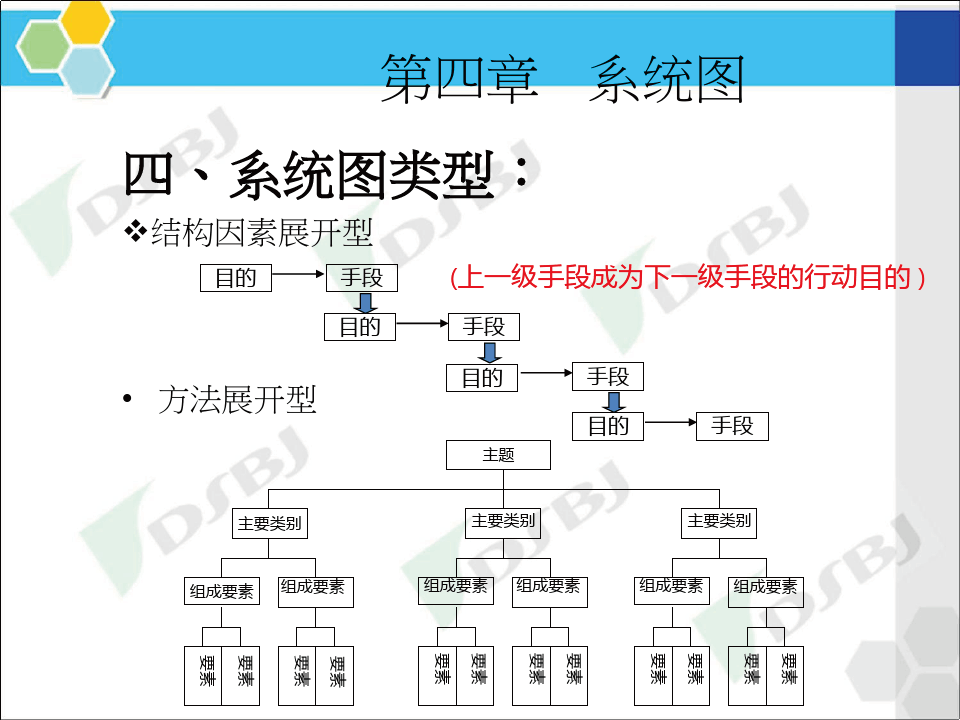 第四章 系统图
四、系统图类型：
❖结构因素展开型
目的 手段 (上一级手段成为下一级手段的行动目的)
目的 手段
目的 手段
• 方法展开型
目的 手段
主题
主要类别 主要类别 主要类别
组成要素 组成要素 组成要素 组成要素 组成要素 组成要素
要素 要素 要素 要素 要素 要素 要素 要素 要素 要素 要素 要素
DSBJ
DSBJ
DSBJ
DSBJ
DSBJ
DSBJ